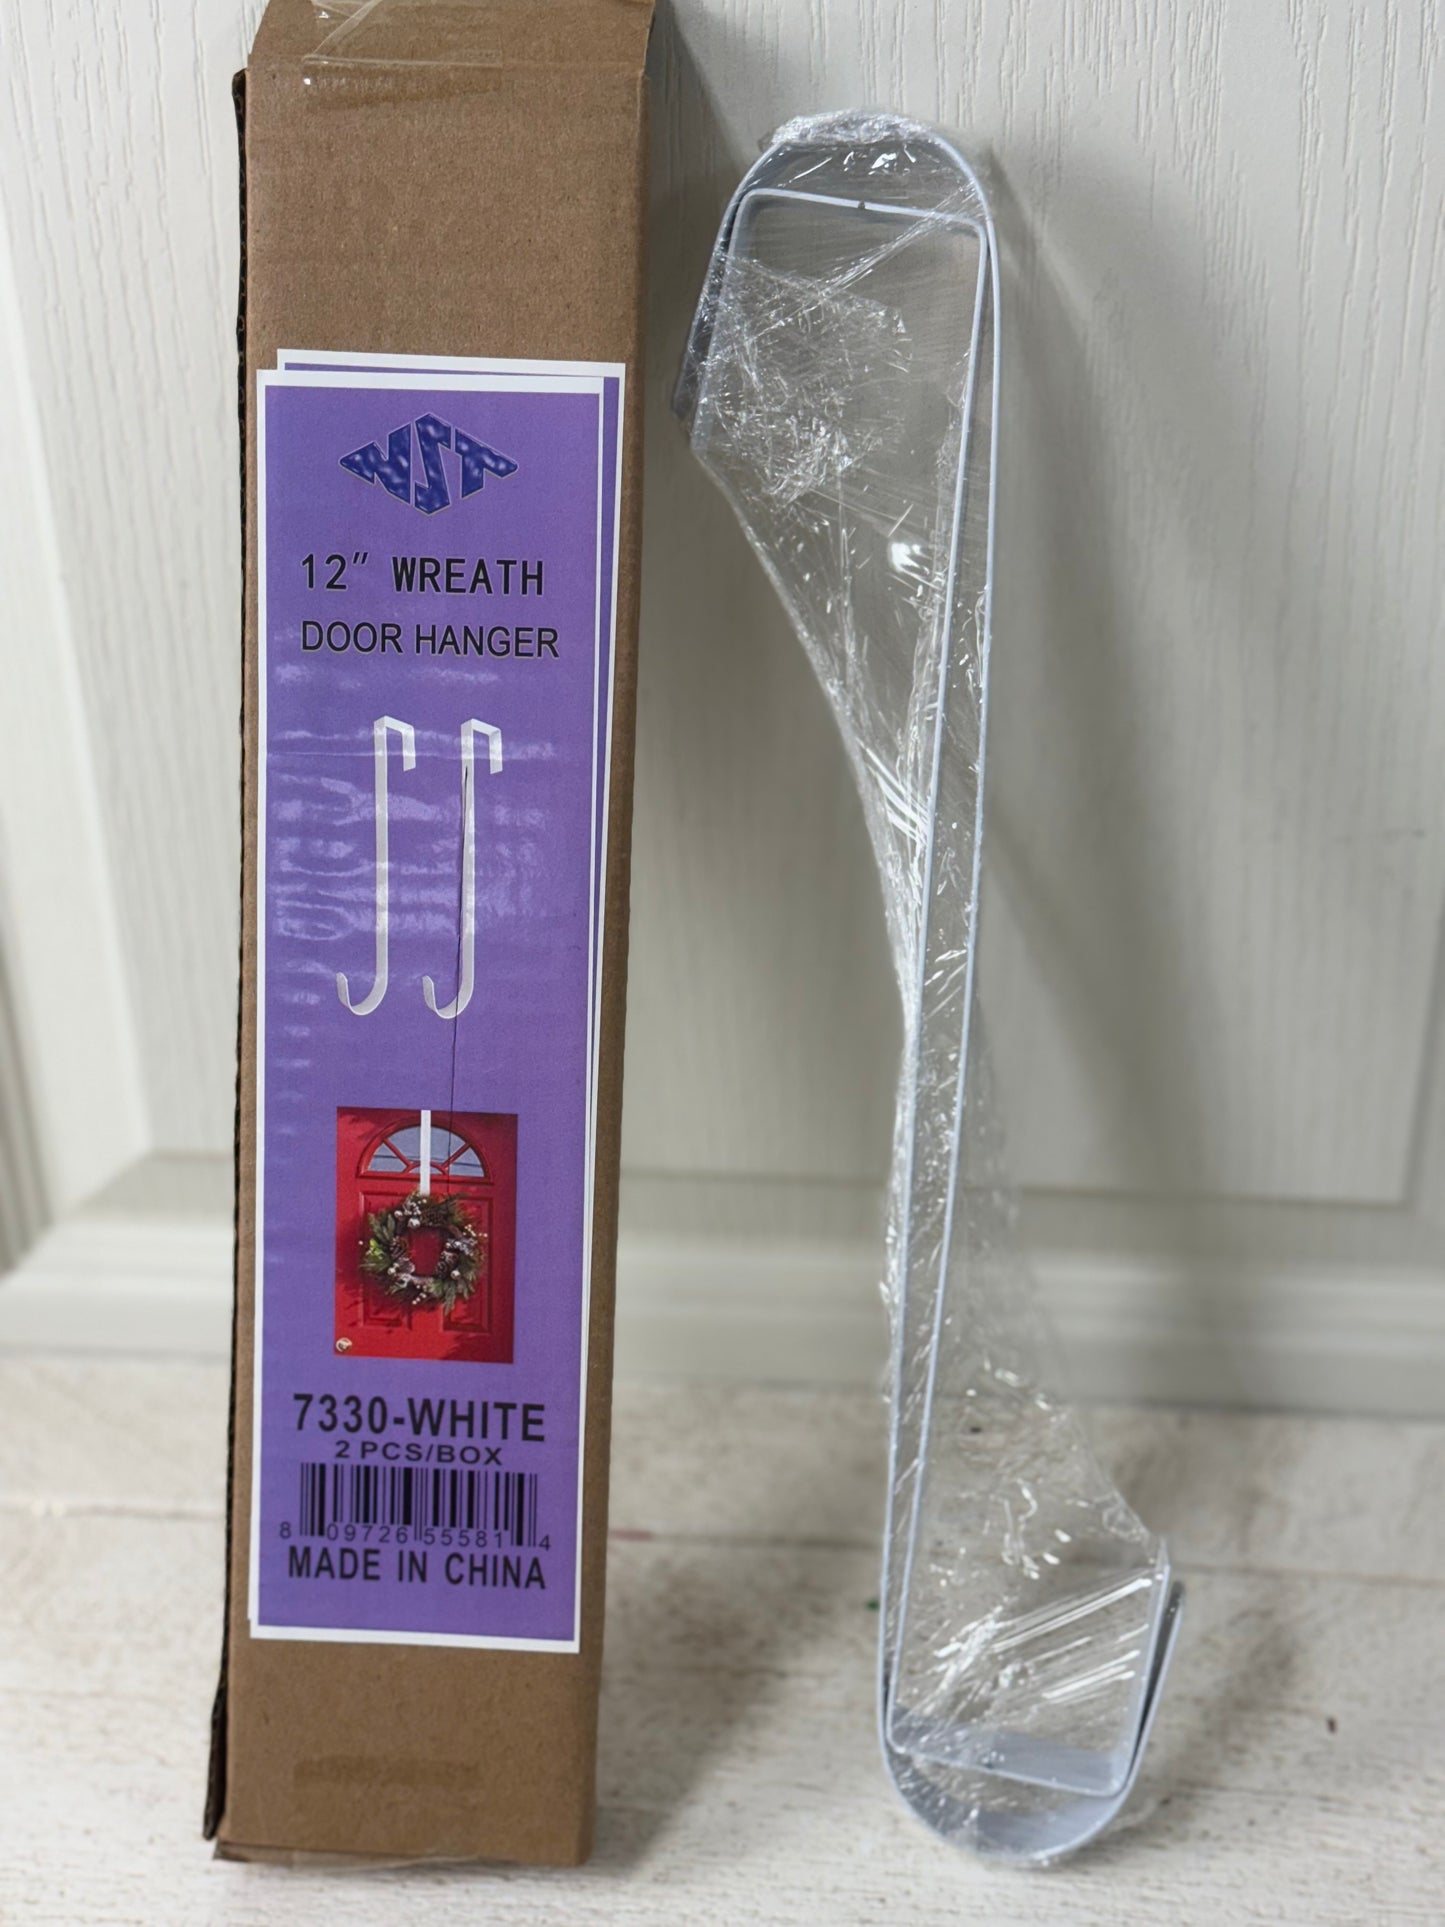 NST
12" WREATH
DOOR HANGER
7330-WHITE
2 PCS/BOX
8 09726 55581 4
MADE IN CHINA